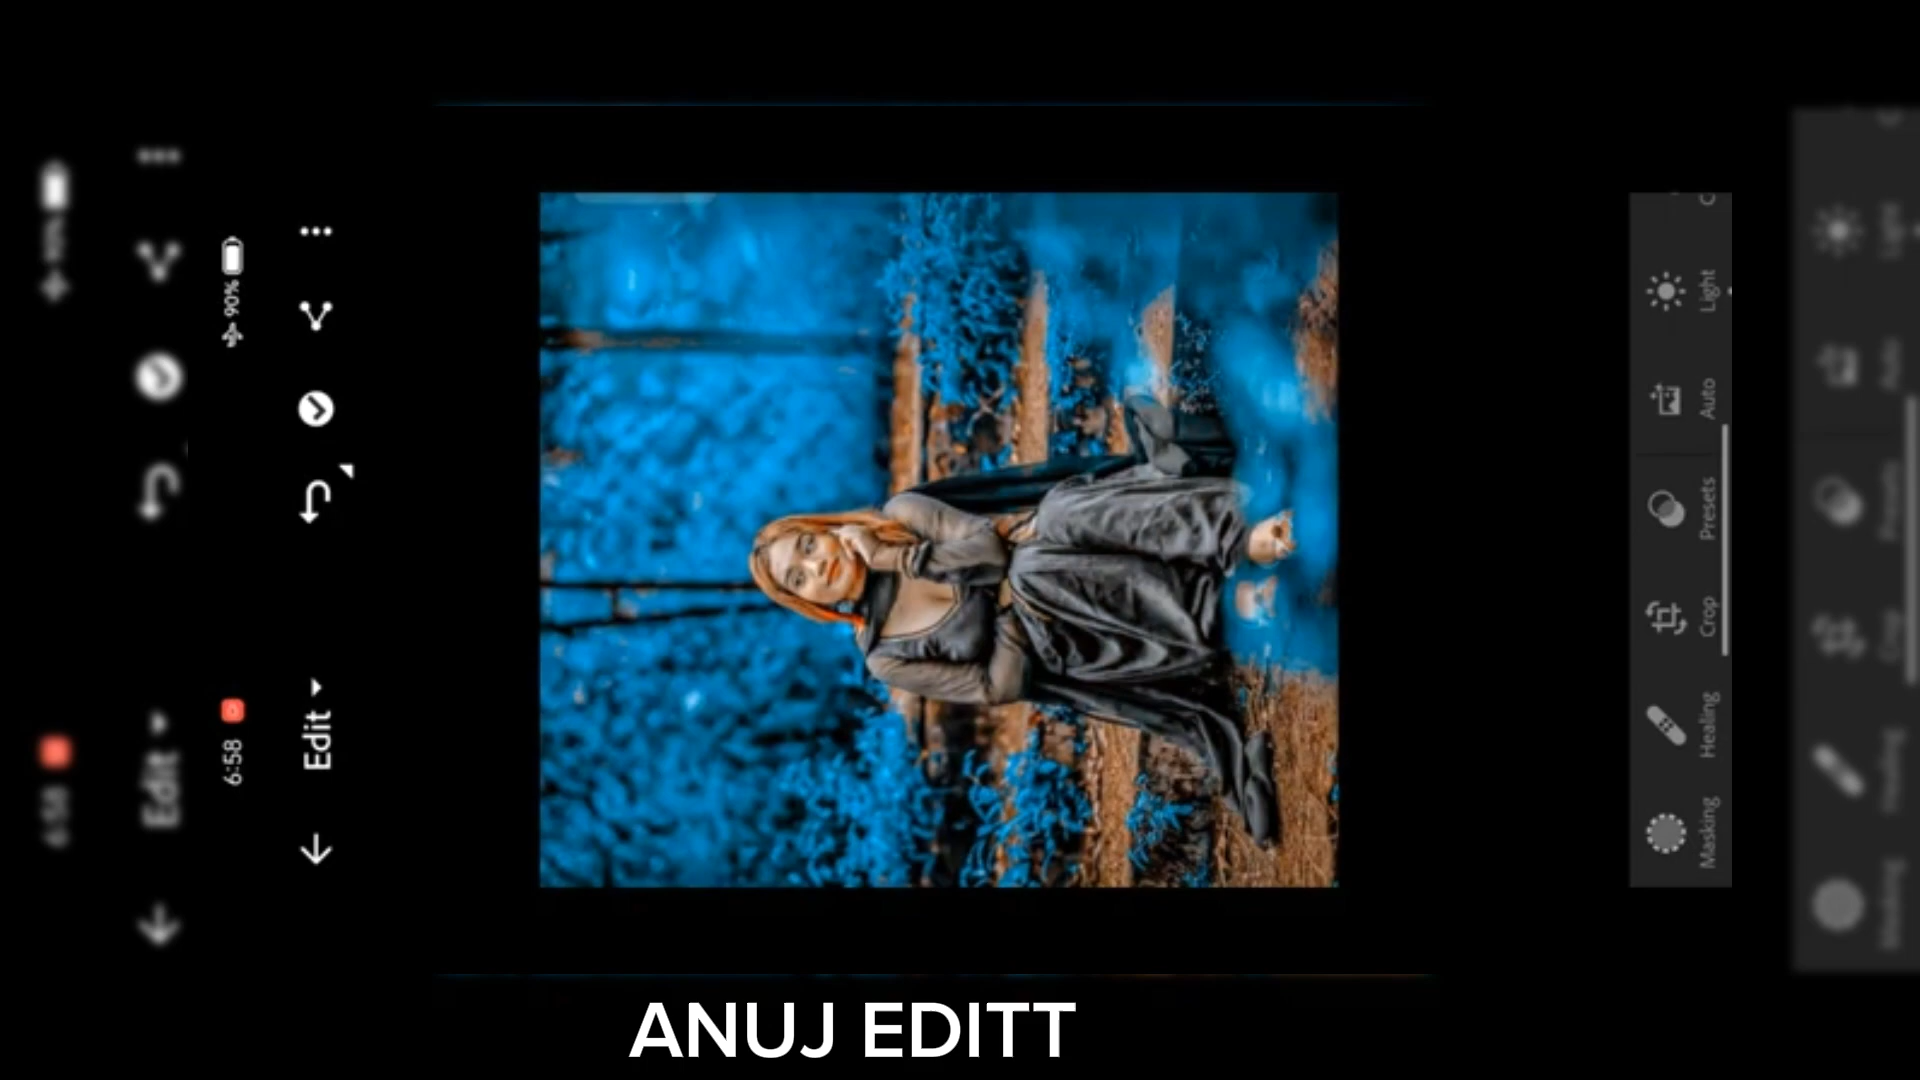 6:58
90%
Edit
Masking
Healing
Crop
Presets
Auto
Light
ANUJ EDITT